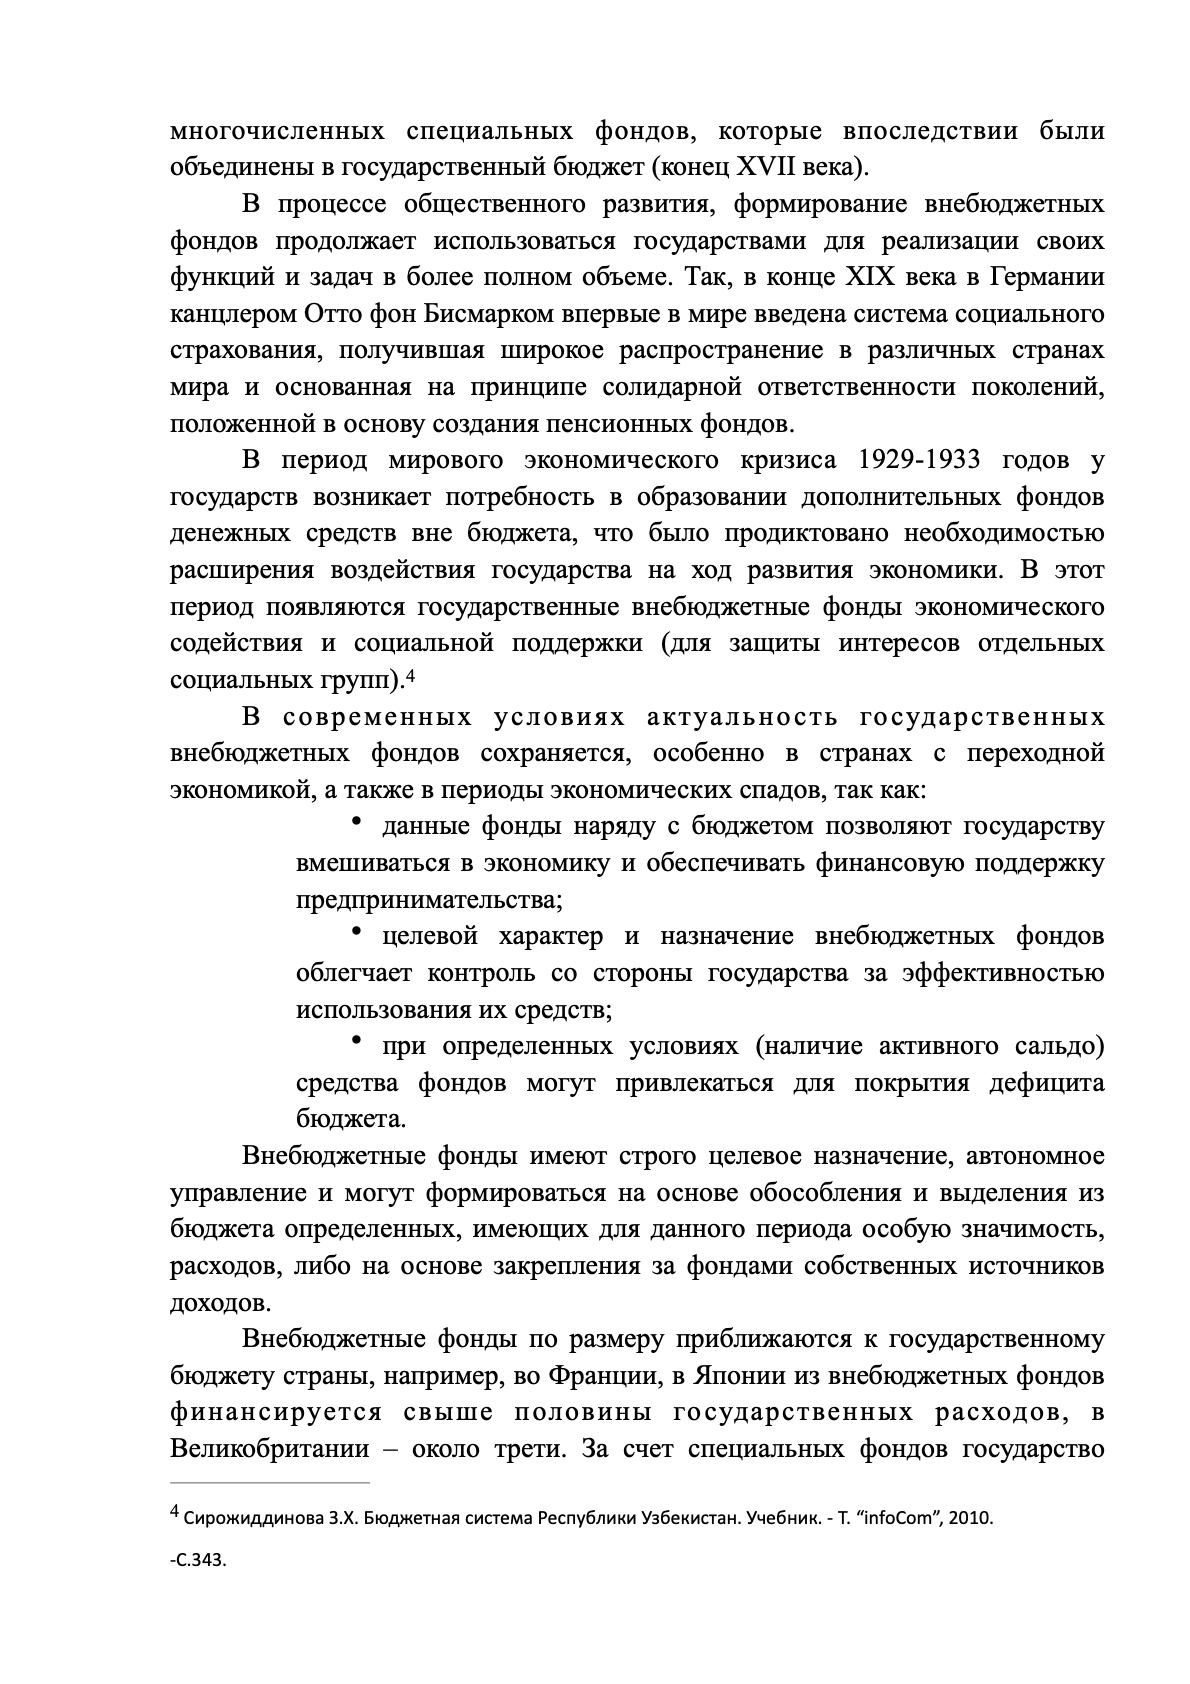 многочисленных специальных фондов, которые впоследствии были
объединены в государственный бюджет (конец XVII века).
В процессе общественного развития, формирование внебюджетных
фондов продолжает использоваться государствами для реализации своих
функций и задач в более полном объеме. Так, в конце XIX века в Германии
канцлером Отто фон Бисмарком впервые в мире введена система социального
страхования, получившая широкое распространение в различных странах
мира и основанная на принципе солидарной ответственности поколений,
положенной в основу создания пенсионных фондов.
В период мирового экономического кризиса 1929-1933 годов у
государств возникает потребность в образовании дополнительных фондов
денежных средств вне бюджета, что было продиктовано необходимостью
расширения воздействия государства на ход развития экономики. В этот
период появляются государственные внебюджетные фонды экономического
содействия и социальной поддержки (для защиты интересов отдельных
социальных групп).4
В современных условиях актуальность государственных
внебюджетных фондов сохраняется, особенно в странах с переходной
экономикой, а также в периоды экономических спадов, так как:
• данные фонды наряду с бюджетом позволяют государству
вмешиваться в экономику и обеспечивать финансовую поддержку
предпринимательства;
• целевой характер и назначение внебюджетных фондов
облегчает контроль со стороны государства за эффективностью
использования их средств;
• при определенных условиях (наличие активного сальдо)
средства фондов могут привлекаться для покрытия дефицита
бюджета.
Внебюджетные фонды имеют строго целевое назначение, автономное
управление и могут формироваться на основе обособления и выделения из
бюджета определенных, имеющих для данного периода особую значимость,
расходов, либо на основе закрепления за фондами собственных источников
доходов.
Внебюджетные фонды по размеру приближаются к государственному
бюджету страны, например, во Франции, в Японии из внебюджетных фондов
финансируется свыше половины государственных расходов, в
Великобритании – около трети. За счет специальных фондов государство
4 Сирожиддинова З.Х. Бюджетная система Республики Узбекистан. Учебник. - Т. “infoCom”, 2010.
-С.343.